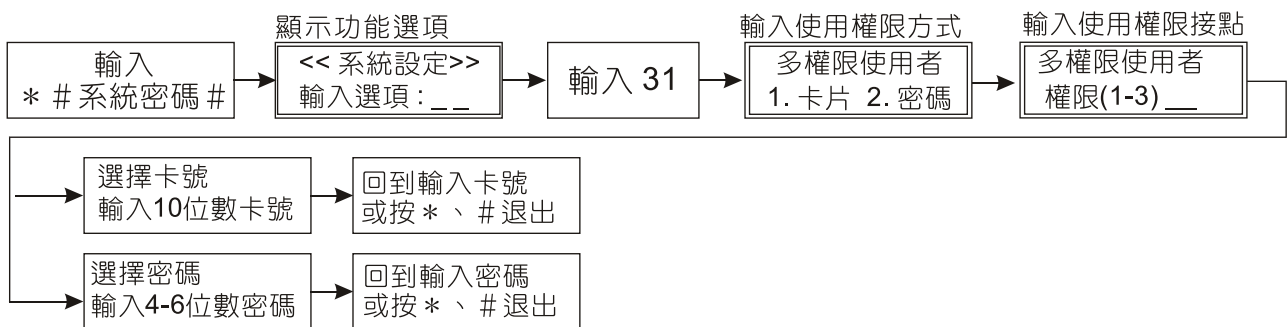 顯示功能選項
輸入使用權限方式
輸入使用權限接點
輸入
＊＃系統密碼＃
<< 系統設定>>
輸入選項:_ _
輸入 31
多權限使用者
1. 卡片 2. 密碼
多權限使用者
權限(1-3) __
選擇卡號
輸入10位數卡號
回到輸入卡號
或按＊、＃退出
選擇密碼
輸入4-6位數密碼
回到輸入密碼
或按＊、＃退出